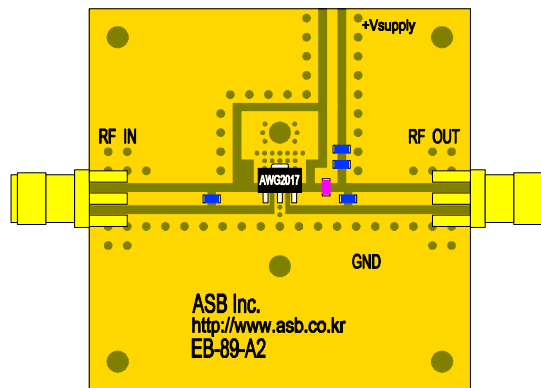 +Vsupply
RF IN
RF OUT
AWG2017
GND
ASB Inc.
http://www.asb.co.kr
EB-89-A2